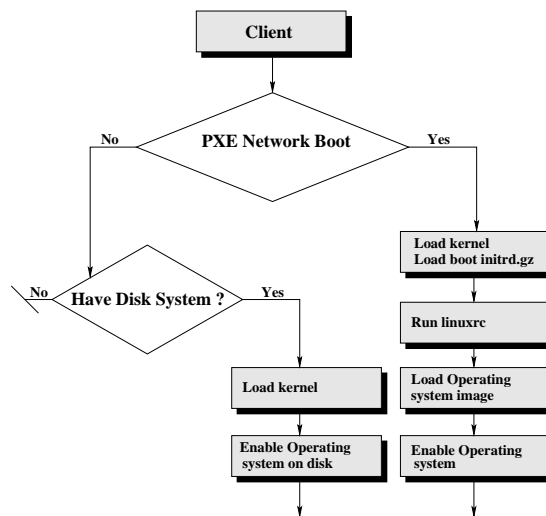 Client
PXE Network Boot
No
Yes
Load kernel
Load boot initrd.gz
No
Have Disk System ?
Yes
Run linuxrc
Load kernel
Load Operating
system image
Enable Operating
system on disk
Enable Operating
system